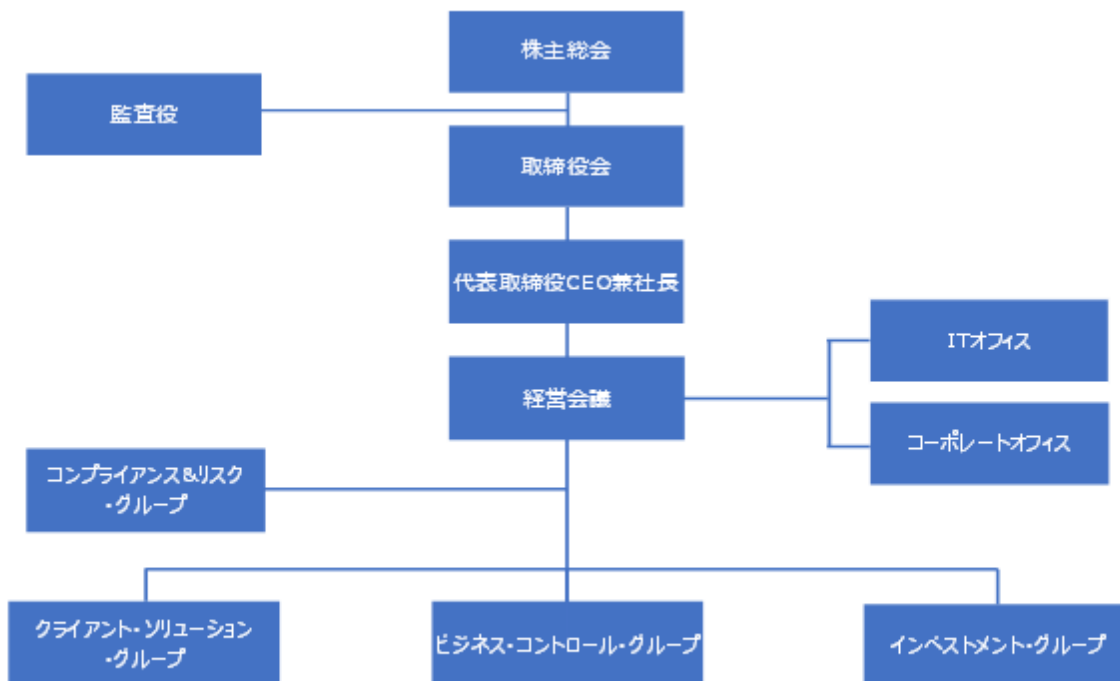 株主総会
監査役
取締役会
代表取締役CEO兼社長
ITオフィス
経営会議
コーポレートオフィス
コンプライアンス&リスク
・グループ
クライアント・ソリューション
・グループ
ビジネス・コントロール・グループ
インベストメント・グループ